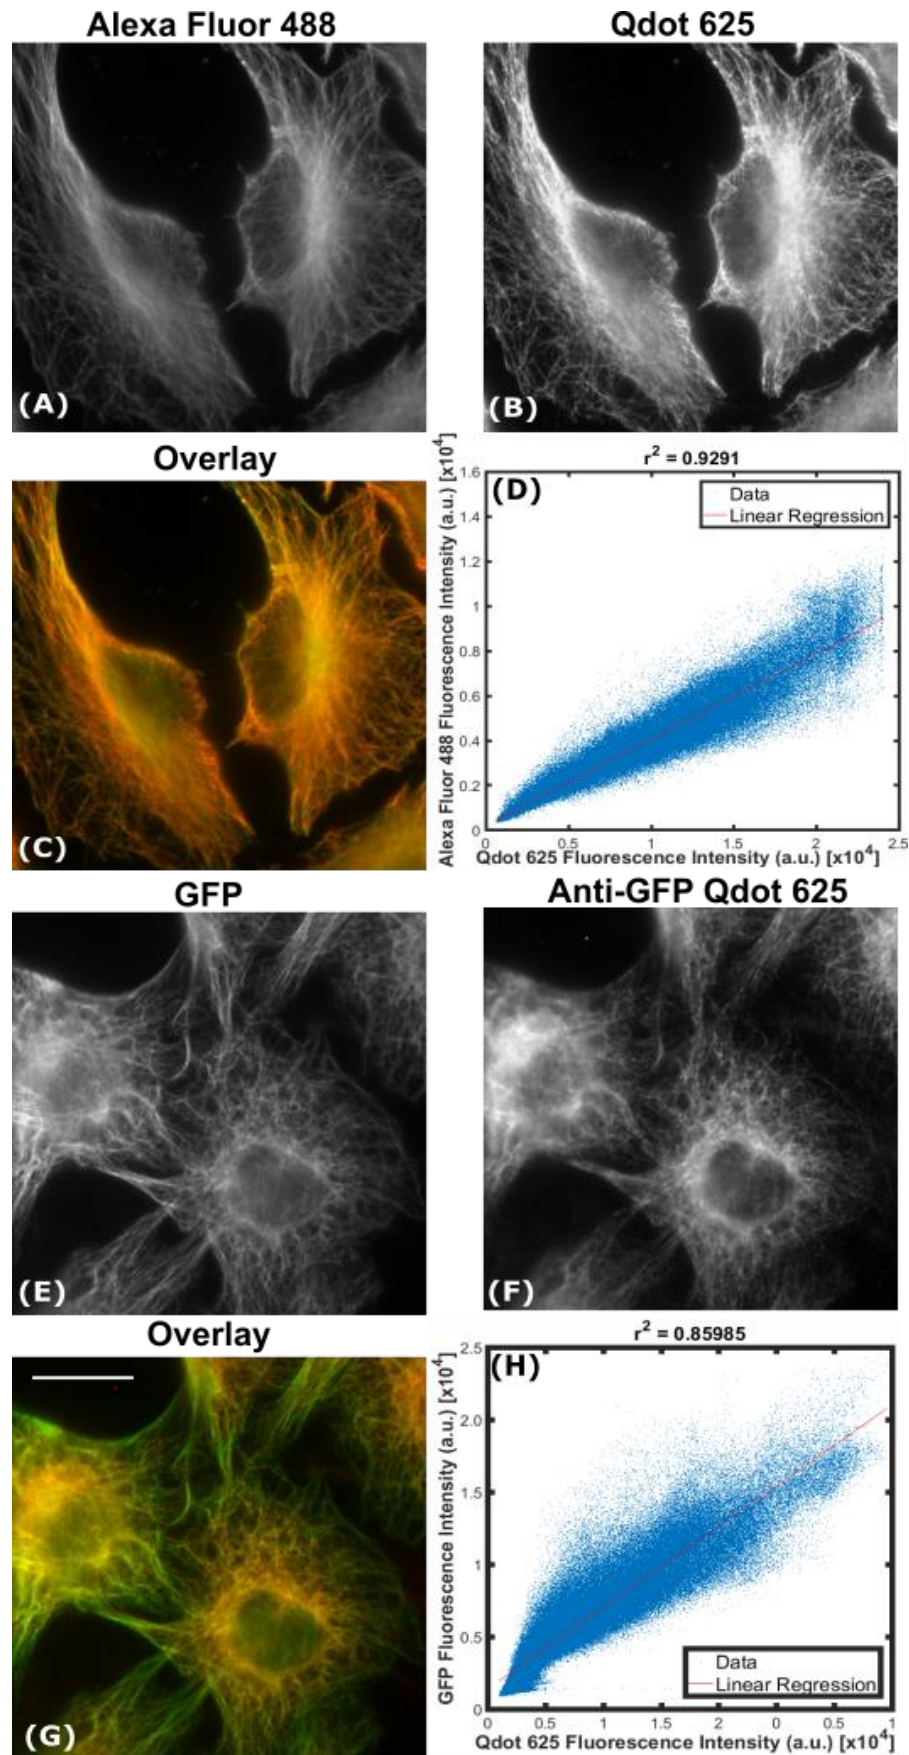 Alexa Fluor 488
Qdot 625
(A)
(B)
Overlay
(C)
r² = 0.9291
(D)
Data
Linear Regression
Alexa Fluor 488 Fluorescence Intensity (a.u.) [x10⁴]
1.6
1.4
1.2
1
0.8
0.6
0.4
0.2
0
0 0.5 1 1.5 2 2.5
Qdot 625 Fluorescence Intensity (a.u.) [x10⁴]
GFP
Anti-GFP Qdot 625
(E)
(F)
Overlay
(G)
r² = 0.85985
(H)
GFP Fluorescence Intensity (a.u.) [x10⁴]
2.5
2.0
1.5
1
0.5
0
Data
Linear Regression
0 0.5 1 1.5 2 0 0.5 1
Qdot 625 Fluorescence Intensity (a.u.) [x10⁴]